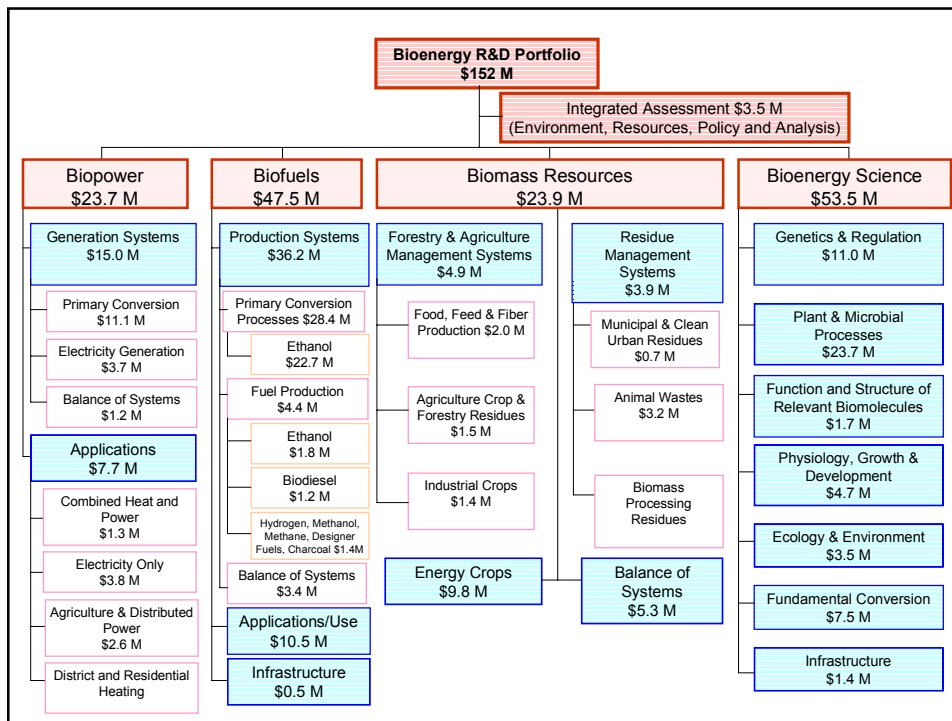 Bioenergy R&D Portfolio
$152 M
Integrated Assessment $3.5 M
(Environment, Resources, Policy and Analysis)
Biopower
$23.7 M
Generation Systems
$15.0 M
Primary Conversion
$11.1 M
Electricity Generation
$3.7 M
Balance of Systems
$1.2 M
Applications
$7.7 M
Combined Heat and
Power
$1.3 M
Electricity Only
$3.8 M
Agriculture & Distributed
Power
$2.6 M
District and Residential
Heating
Biofuels
$47.5 M
Production Systems
$36.2 M
Primary Conversion
Processes $28.4 M
Ethanol
$22.7 M
Fuel Production
$4.4 M
Ethanol
$1.8 M
Biodiesel
$1.2 M
Hydrogen, Methanol,
Methane, Designer
Fuels, Charcoal $1.4M
Balance of Systems
$3.4 M
Applications/Use
$10.5 M
Infrastructure
$0.5 M
Biomass Resources
$23.9 M
Forestry & Agriculture
Management Systems
$4.9 M
Food, Feed & Fiber
Production $2.0 M
Agriculture Crop &
Forestry Residues
$1.5 M
Industrial Crops
$1.4 M
Energy Crops
$9.8 M
Residue
Management
Systems
$3.9 M
Municipal & Clean
Urban Residues
$0.7 M
Animal Wastes
$3.2 M
Biomass
Processing
Residues
Balance of
Systems
$5.3 M
Bioenergy Science
$53.5 M
Genetics & Regulation
$11.0 M
Plant & Microbial
Processes
$23.7 M
Function and Structure of
Relevant Biomolecules
$1.7 M
Physiology, Growth &
Development
$4.7 M
Ecology & Environment
$3.5 M
Fundamental Conversion
$7.5 M
Infrastructure
$1.4 M